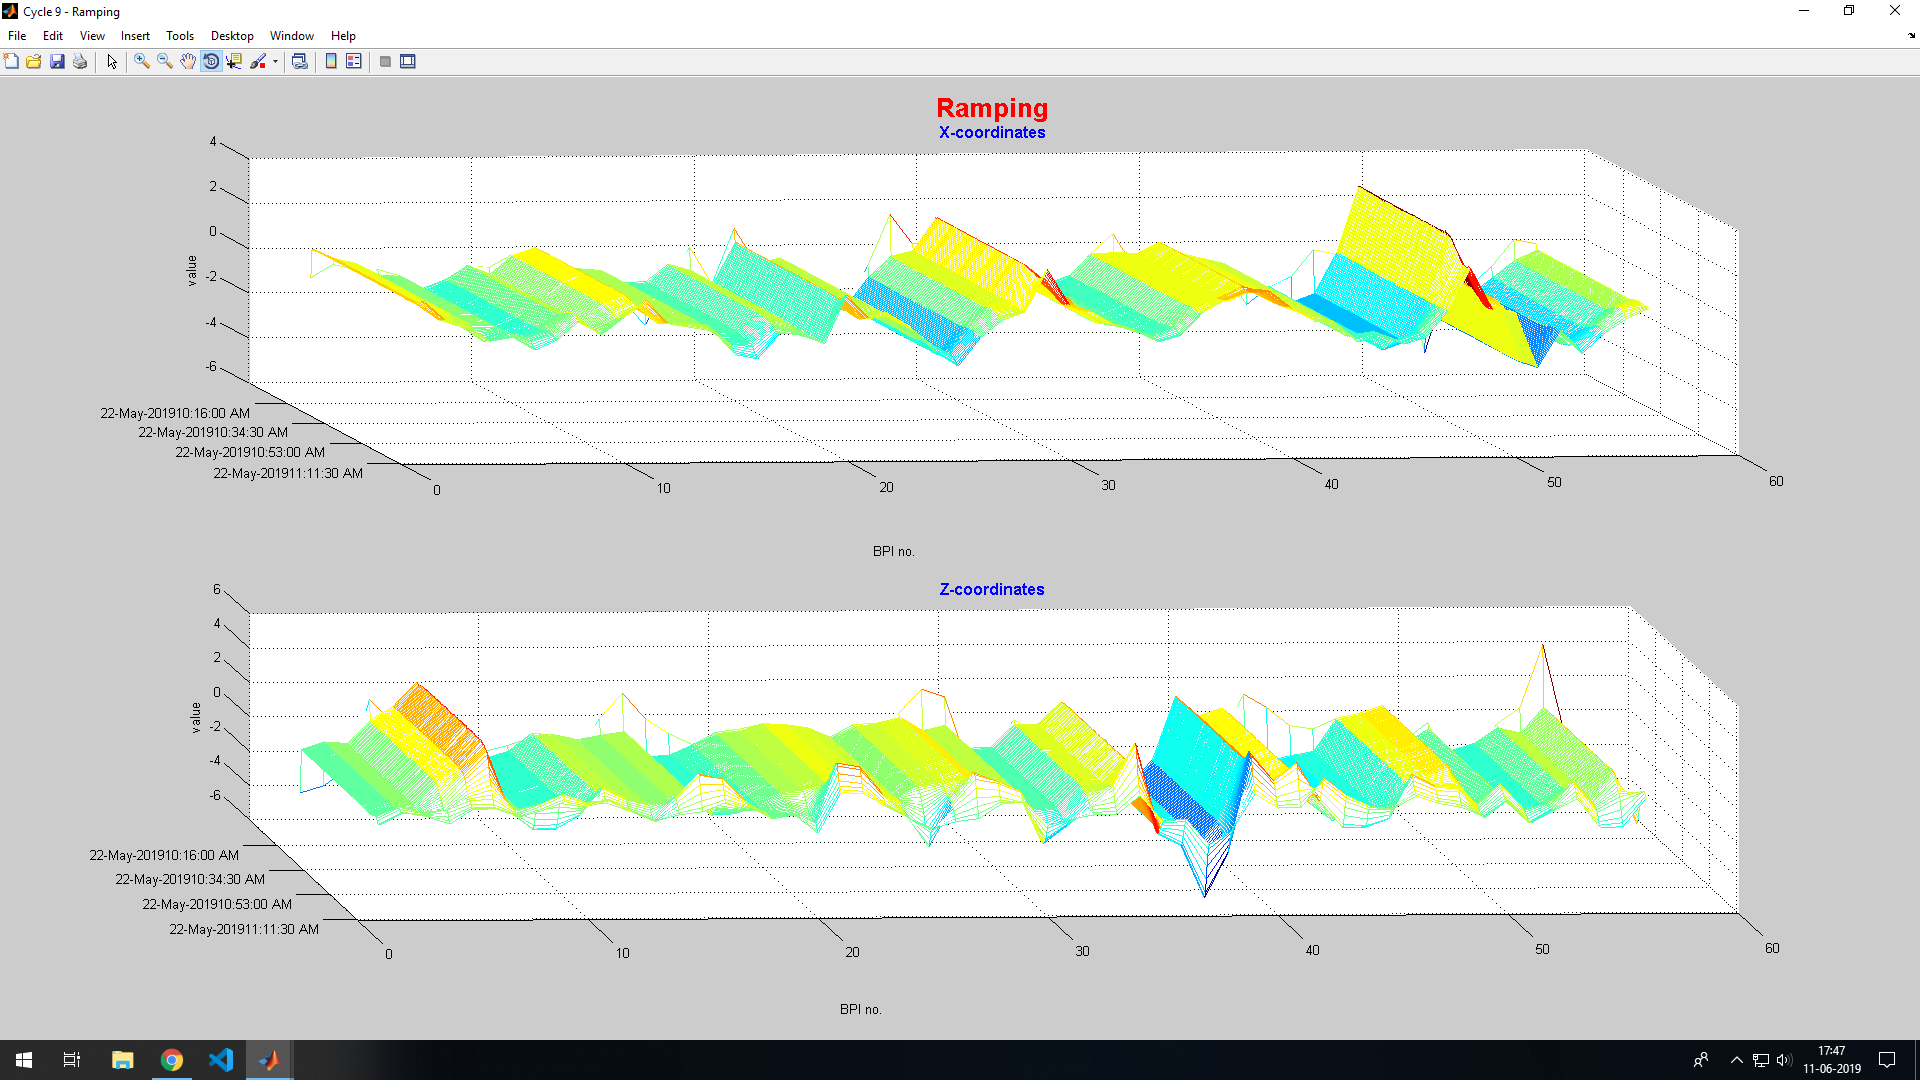 Cycle 9 - Ramping
File Edit View Insert Tools Desktop Window Help
Ramping
X-coordinates
4
2
0
-2
-4
-6
value
22-May-201910:16:00 AM
22-May-201910:34:30 AM
22-May-201910:53:00 AM
22-May-201911:11:30 AM
0 10 20 30 40 50 60
BPI no.
Z-coordinates
6
4
2
0
-2
-4
-6
value
22-May-201910:16:00 AM
22-May-201910:34:30 AM
22-May-201910:53:00 AM
22-May-201911:11:30 AM
0 10 20 30 40 50 60
BPI no.
17:47
11-06-2019